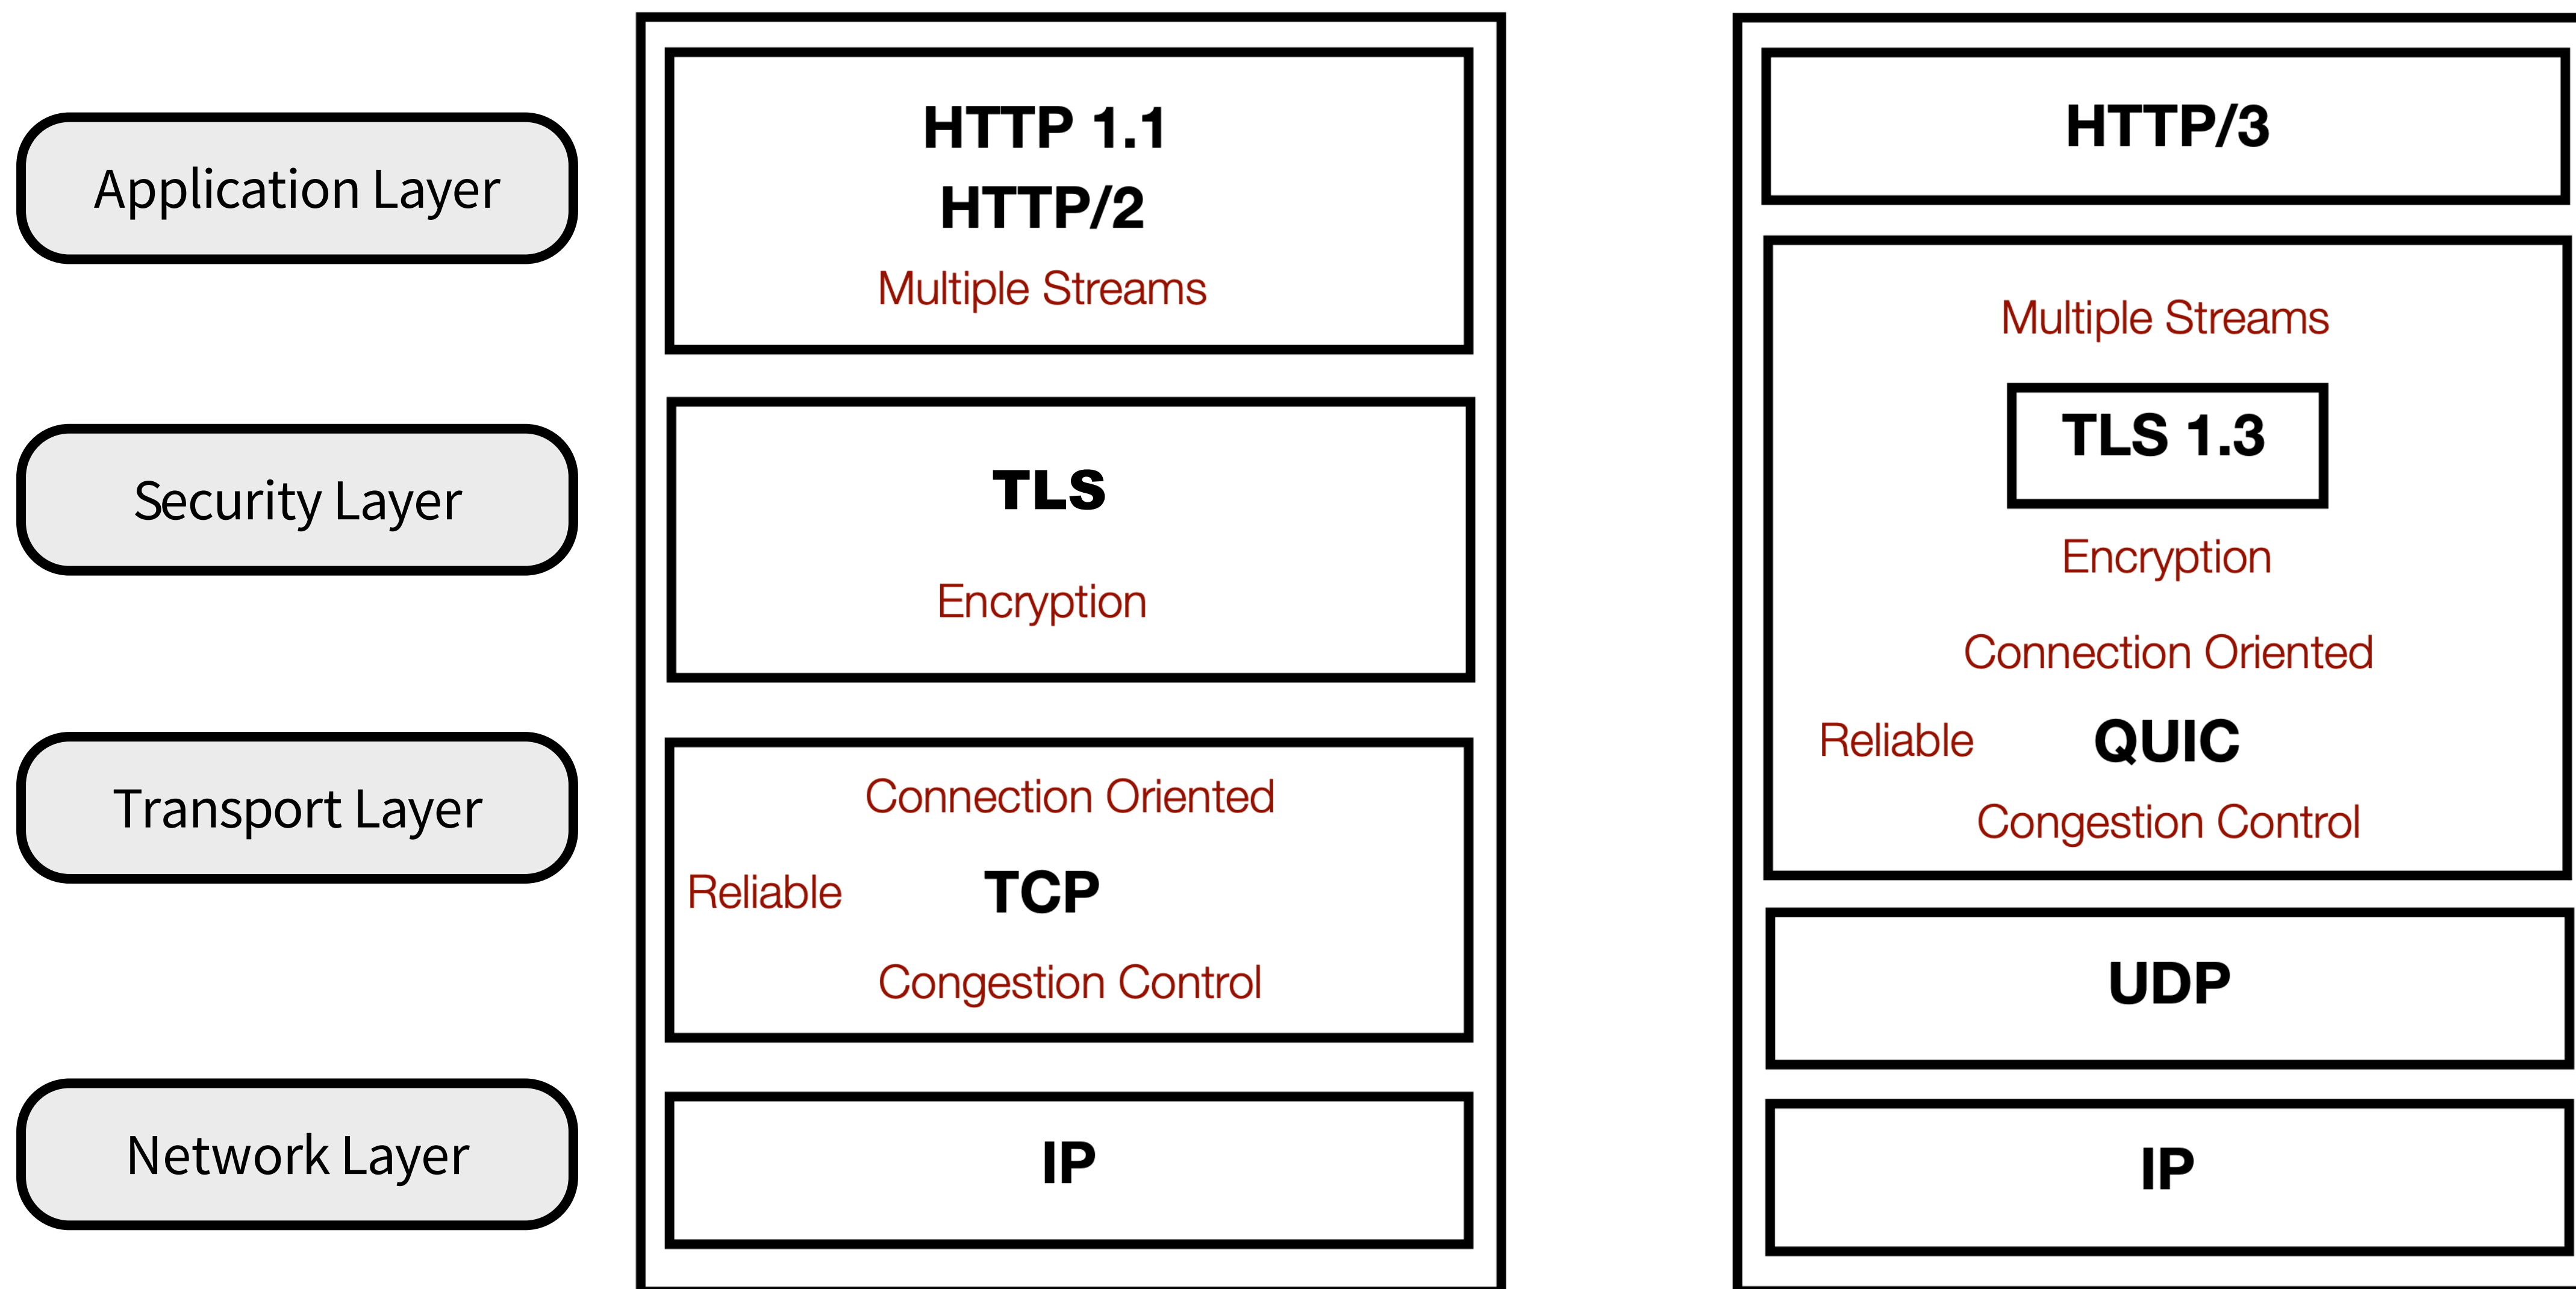 Application Layer
Security Layer
Transport Layer
Network Layer
HTTP 1.1
HTTP/2
Multiple Streams
TLS
Encryption
Connection Oriented
Reliable TCP
Congestion Control
IP
HTTP/3
Multiple Streams
TLS 1.3
Encryption
Connection Oriented
Reliable QUIC
Congestion Control
UDP
IP